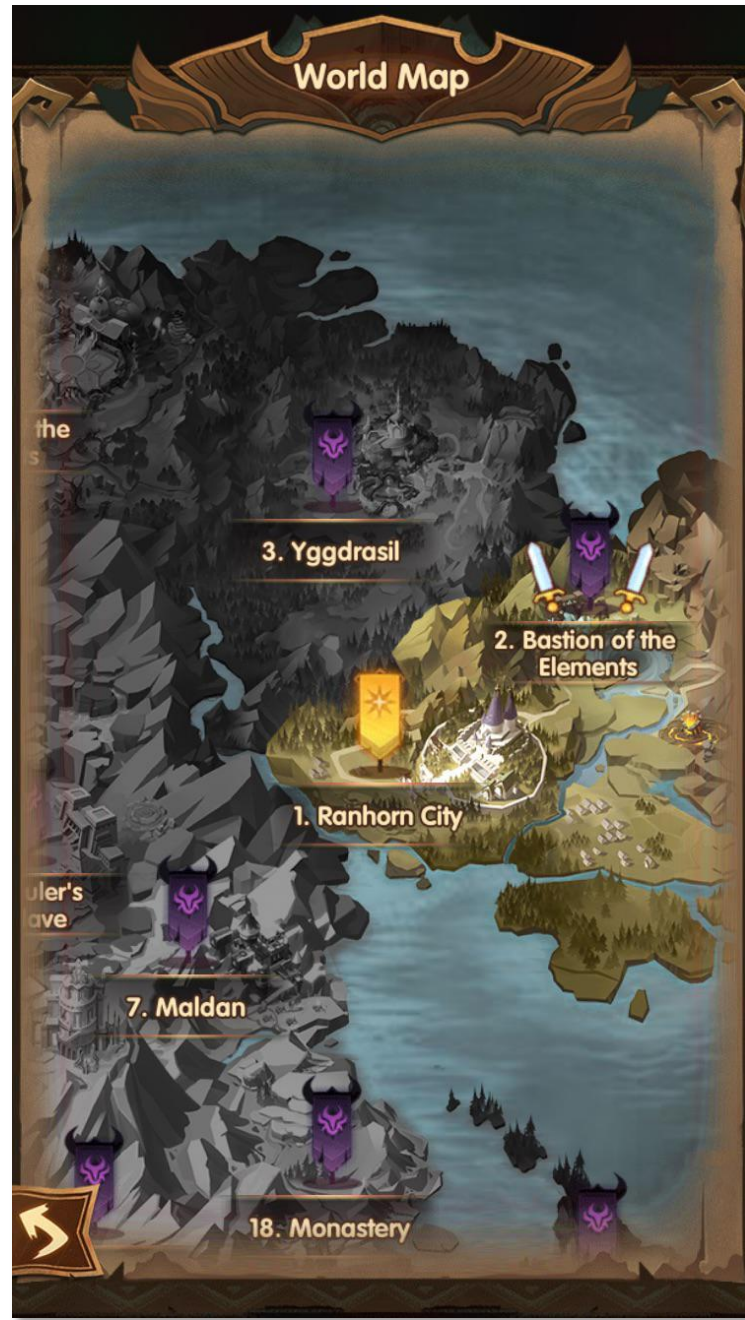 World Map
the
s
3. Yggdrasil
2. Bastion of the
Elements
1. Ranhorn City
uler's
ave
7. Maldan
18. Monastery